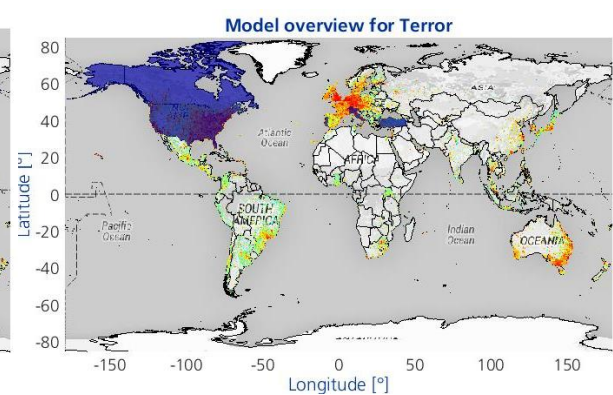 Model overview for Terror
80
60
40
20
0
-20
-40
-60
-80
Latitude [°]
ASIA
Atlantic
Ocean
AFRICA
SOUTH
AMERICA
Pacific
Ocean
Indian
Ocean
OCEANIA
-150
-100
-50
0
50
100
150
Longitude [°]